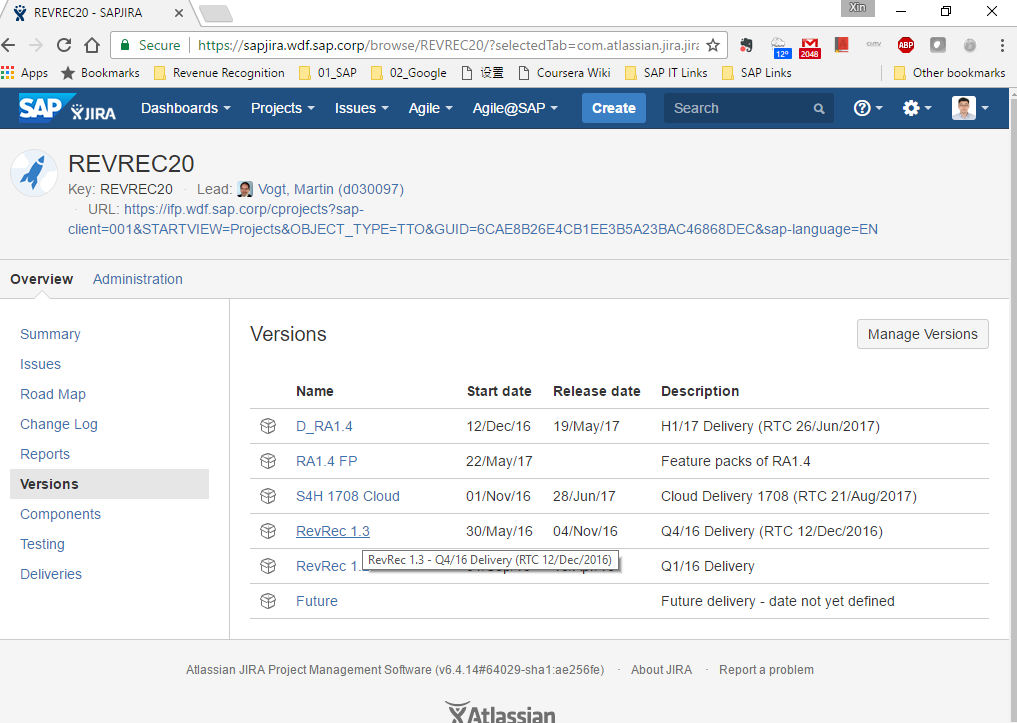 REVREC20 - SAPJIRA
Xin
Secure https://sapjira.wdf.sap.corp/browse/REVREC20/?selectedTab=com.atlassian.jira.jira
12° 2048 ABP
Apps Bookmarks Revenue Recognition 01_SAP 02_Google 设置 Coursera Wiki SAP IT Links SAP Links Other bookmarks
SAP JIRA Dashboards Projects Issues Agile Agile@SAP Create Search
REVREC20
Key: REVREC20 · Lead: Vogt, Martin (d030097)
· URL: https://ifp.wdf.sap.corp/cprojects?sap-
client=001&STARTVIEW=Projects&OBJECT_TYPE=TTO&GUID=6CAE8B26E4CB1EE3B5A23BAC46868DEC&sap-language=EN
Overview Administration
Summary
Issues
Road Map
Change Log
Reports
Versions
Components
Testing
Deliveries
Versions Manage Versions
Name Start date Release date Description
D_RA1.4 12/Dec/16 19/May/17 H1/17 Delivery (RTC 26/Jun/2017)
RA1.4 FP 22/May/17 Feature packs of RA1.4
S4H 1708 Cloud 01/Nov/16 28/Jun/17 Cloud Delivery 1708 (RTC 21/Aug/2017)
RevRec 1.3 30/May/16 04/Nov/16 Q4/16 Delivery (RTC 12/Dec/2016)
RevRec 1.3 - Q4/16 Delivery (RTC 12/Dec/2016)
RevRec Q1/16 Delivery
Future Future delivery - date not yet defined
Atlassian JIRA Project Management Software (v6.4.14#64029-sha1:ae256fe) · About JIRA · Report a problem
Atlassian